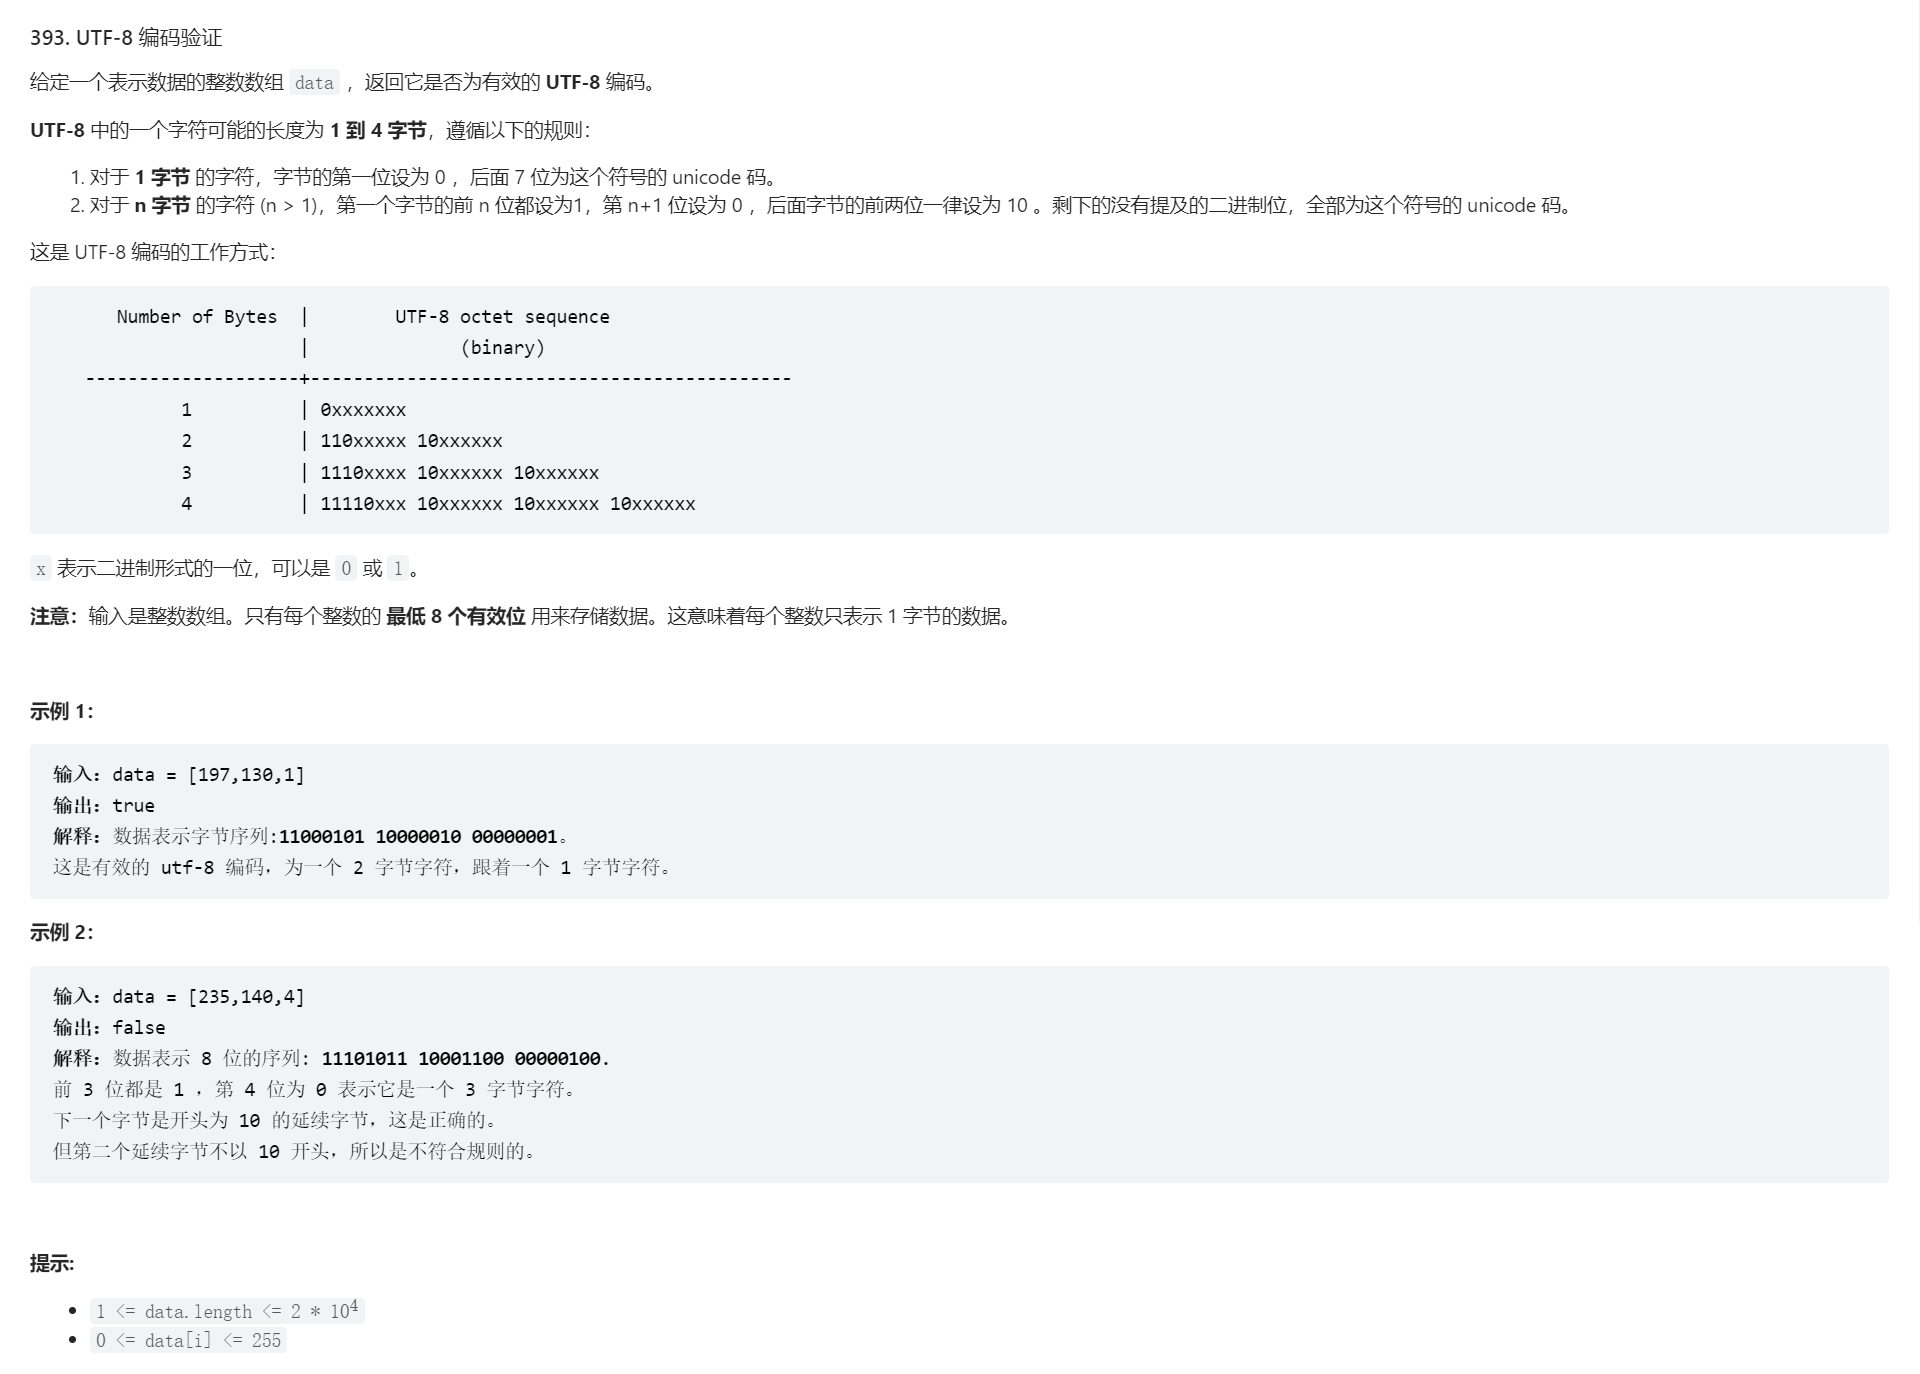 393. UTF-8 编码验证
给定一个表示数据的整数数组 data ，返回它是否为有效的 UTF-8 编码。
UTF-8 中的一个字符可能的长度为 1 到 4 字节，遵循以下的规则：
1. 对于 1 字节 的字符，字节的第一位设为 0 ，后面 7 位为这个符号的 unicode 码。
2. 对于 n 字节 的字符 (n > 1)，第一个字节的前 n 位都设为1，第 n+1 位设为 0 ，后面字节的前两位一律设为 10 。剩下的没有提及的二进制位，全部为这个符号的 unicode 码。
这是 UTF-8 编码的工作方式：
Number of Bytes | UTF-8 octet sequence
| (binary)
--------------------+---------------------------------------------
1 | 0xxxxxxx
2 | 110xxxxx 10xxxxxx
3 | 1110xxxx 10xxxxxx 10xxxxxx
4 | 11110xxx 10xxxxxx 10xxxxxx 10xxxxxx
x 表示二进制形式的一位，可以是 0 或 1 。
注意：输入是整数数组。只有每个整数的 最低 8 个有效位 用来存储数据。这意味着每个整数只表示 1 字节的数据。
示例 1：
输入：data = [197,130,1]
输出：true
解释：数据表示字节序列:11000101 10000010 00000001。
这是有效的 utf-8 编码，为一个 2 字节字符，跟着一个 1 字节字符。
示例 2：
输入：data = [235,140,4]
输出：false
解释：数据表示 8 位的序列: 11101011 10001100 00000100.
前 3 位都是 1 ，第 4 位为 0 表示它是一个 3 字节字符。
下一个字节是开头为 10 的延续字节，这是正确的。
但第二个延续字节不以 10 开头，所以是不符合规则的。
提示:
• 1 <= data.length <= 2 * 10⁴
• 0 <= data[i] <= 255